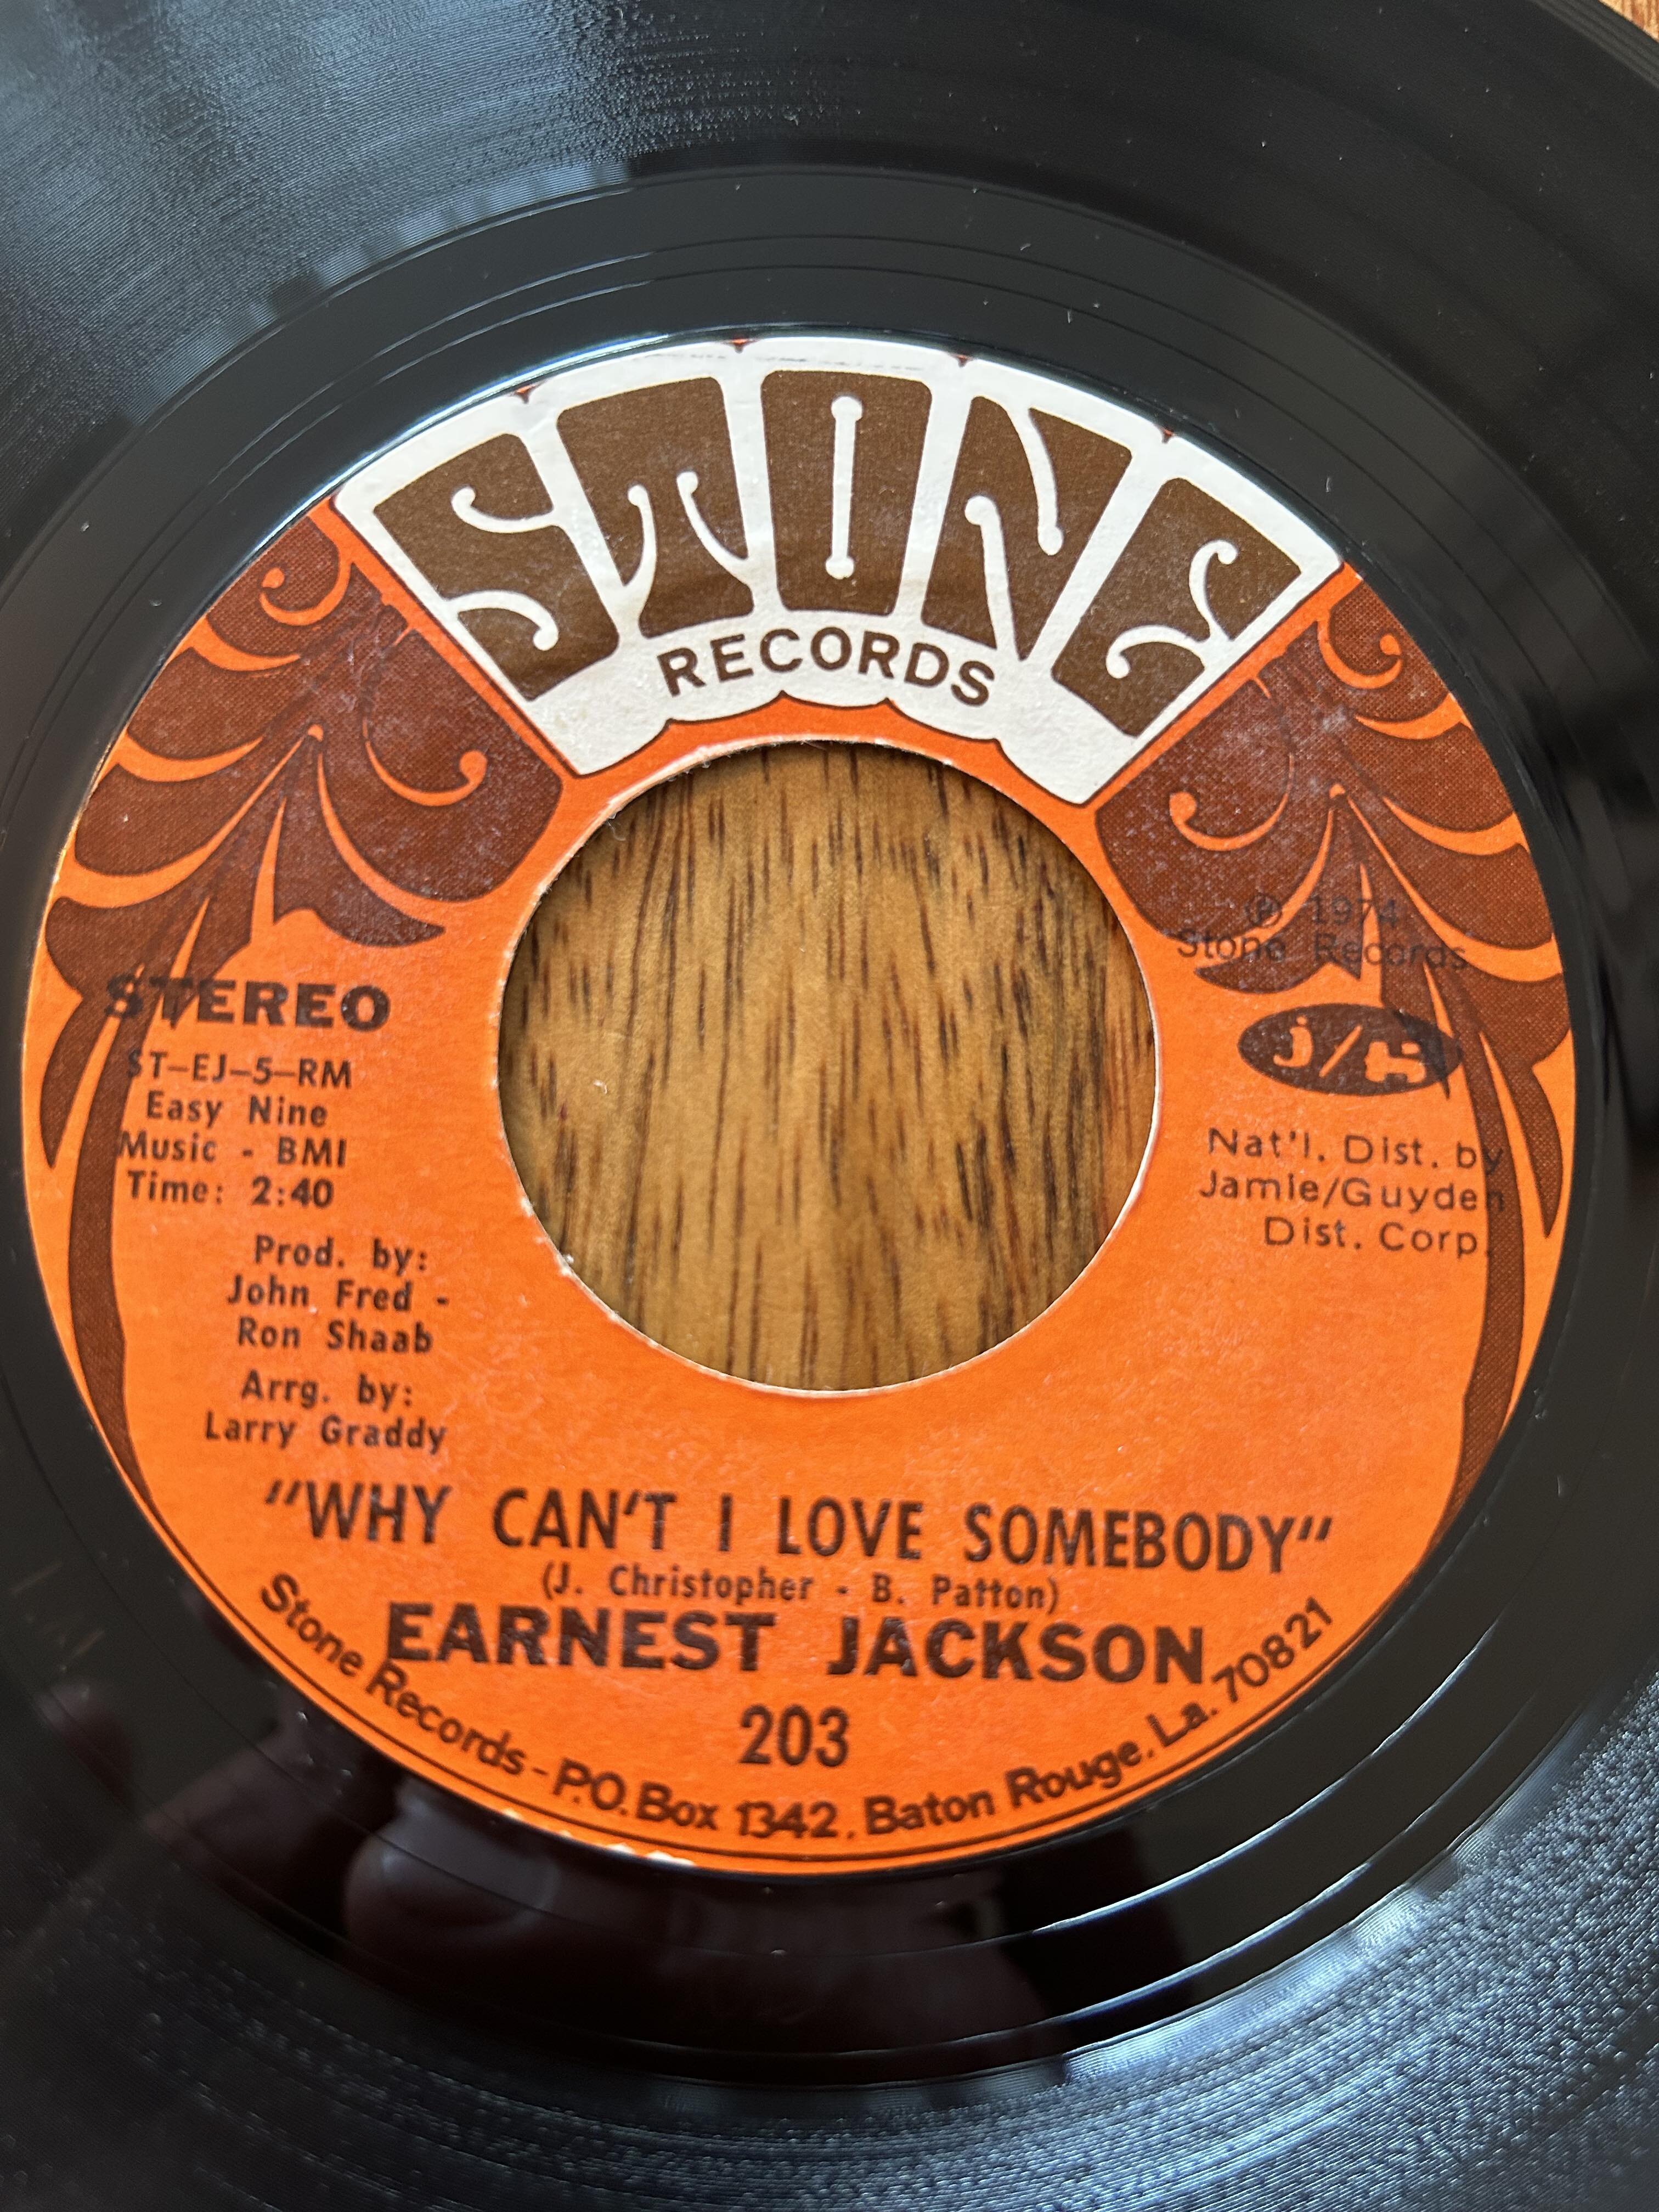 STONE
RECORDS
℗ 1974
Stone Records
j/G
Nat'l. Dist. by
Jamie/Guyden
Dist. Corp.
STEREO
ST-EJ-5-RM
Easy Nine
Music - BMI
Time: 2:40
Prod. by:
John Fred -
Ron Shaab
Arrg. by:
Larry Graddy
"WHY CAN'T I LOVE SOMEBODY"
(J. Christopher - B. Patton)
EARNEST JACKSON
203
Stone Records - P.O. Box 1342, Baton Rouge, La. 70821